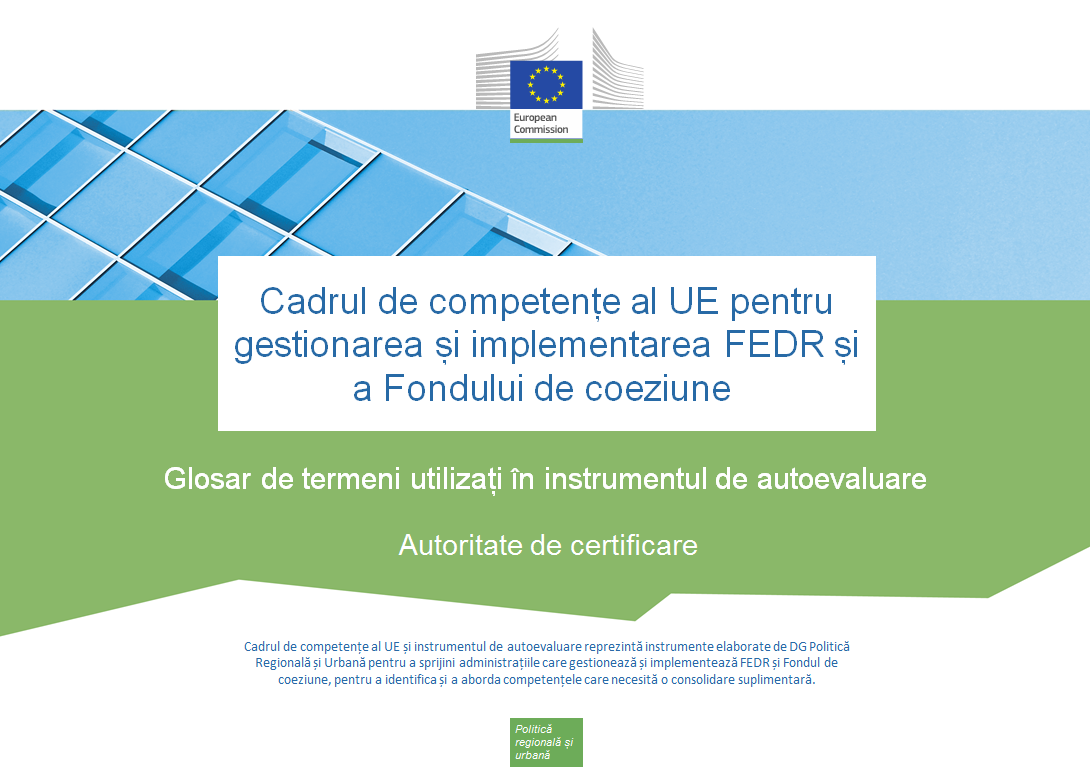 European
Commission
Cadrul de competențe al UE pentru
gestionarea și implementarea FEDR și
a Fondului de coeziune
Glosar de termeni utilizați în instrumentul de autoevaluare
Autoritate de certificare
Cadrul de competențe al UE și instrumentul de autoevaluare reprezintă instrumente elaborate de DG Politică
Regională și Urbană pentru a sprijini administrațiile care gestionează și implementează FEDR și Fondul de
coeziune, pentru a identifica și a aborda competențele care necesită o consolidare suplimentară.
Politică
regională și
urbană